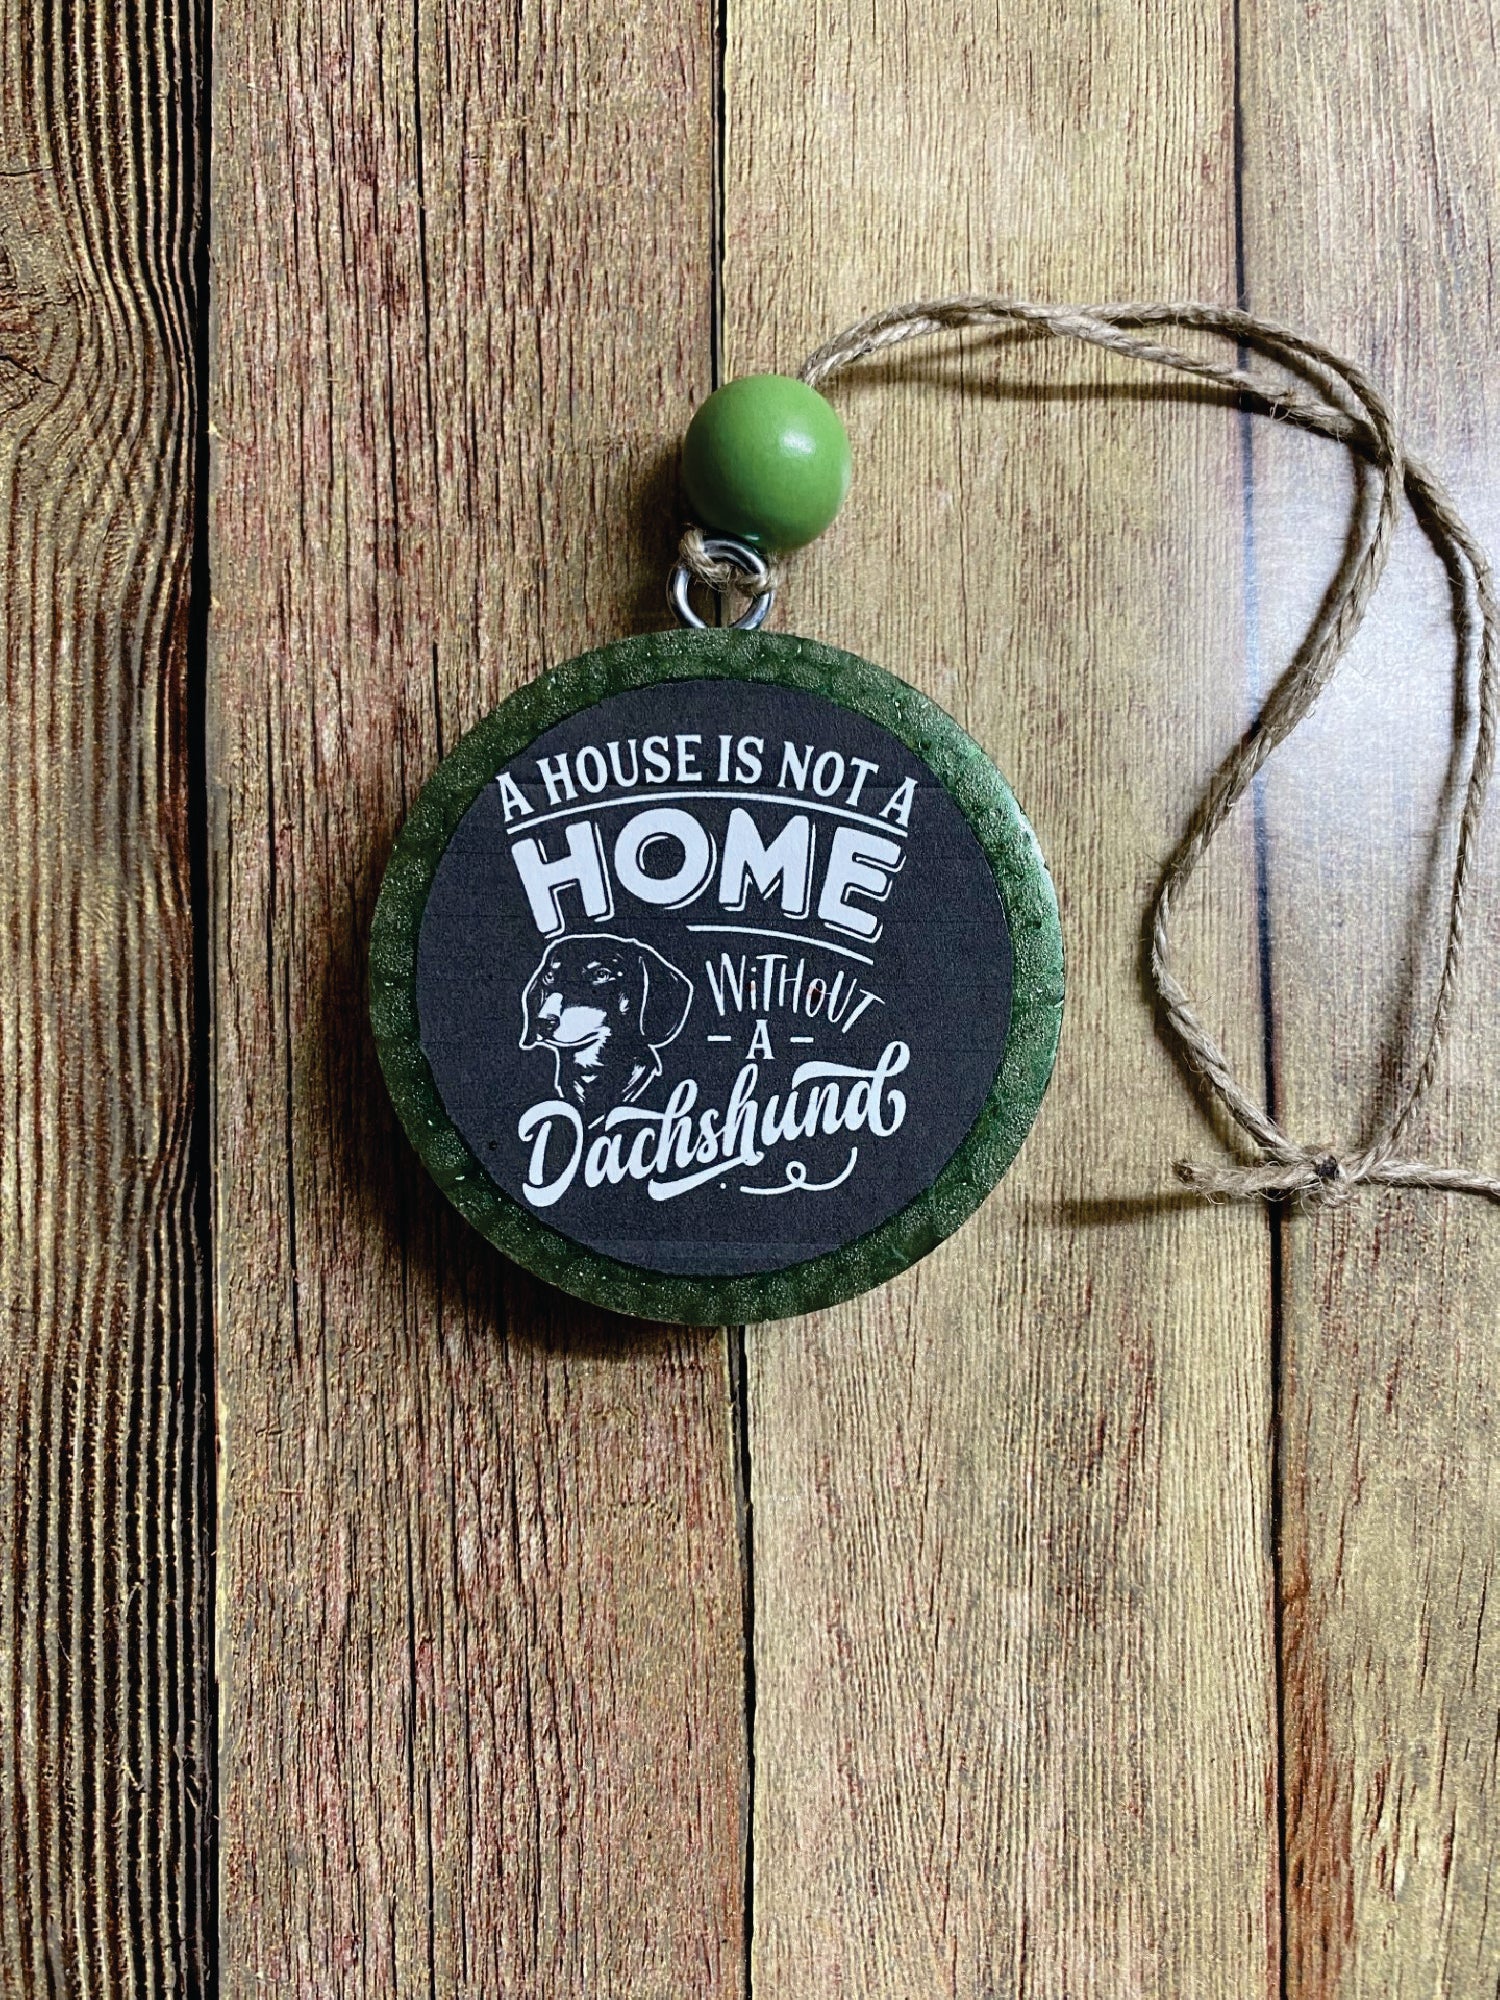 A HOUSE IS NOT A
HOME
WiTHOUT
- A -
Dachshund